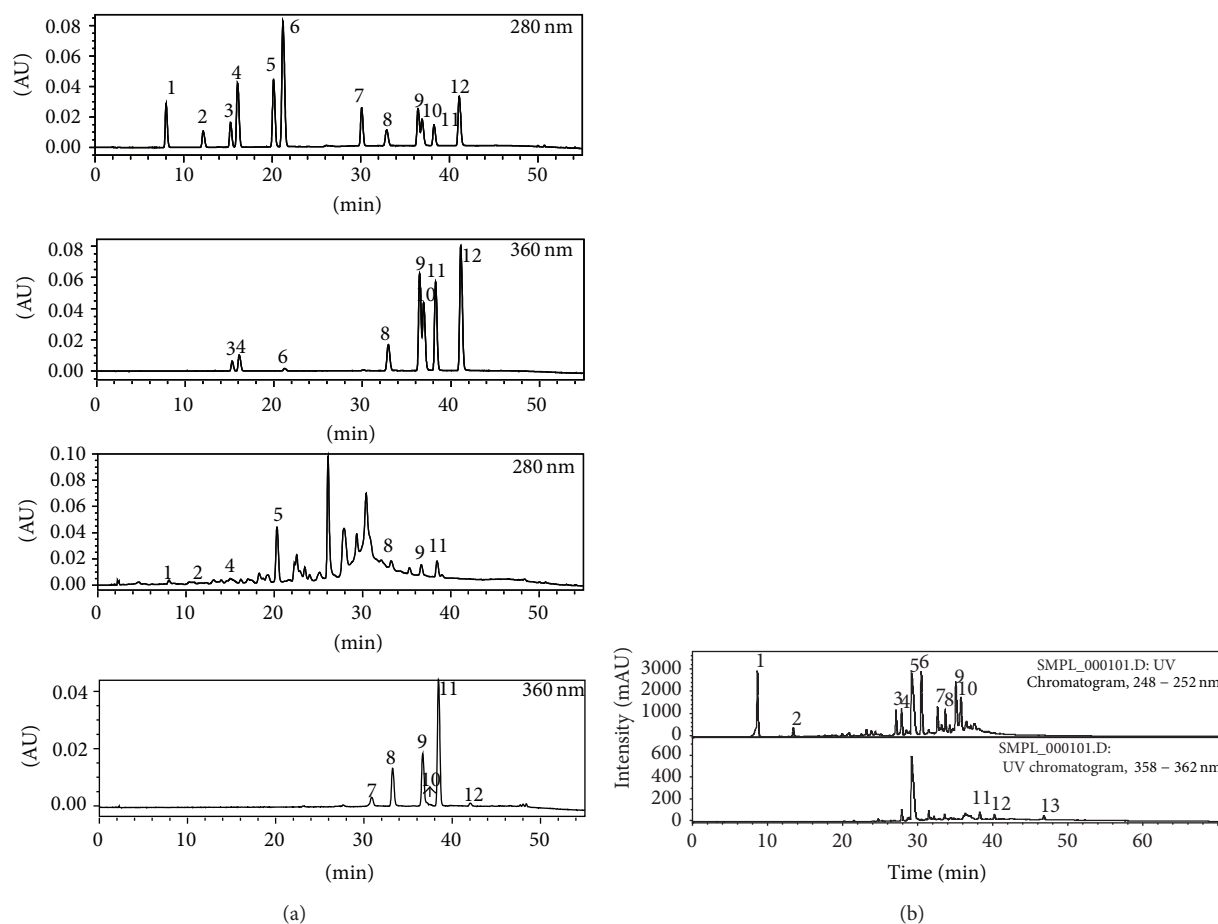 280 nm
(AU)
0.08
0.06
0.04
0.02
0.00
1 2 3 4 5 6 7 8 9 10 11 12
0 10 20 30 40 50
(min)
360 nm
(AU)
0.08
0.06
0.04
0.02
0.00
34 6 8 9 10 11 12
0 10 20 30 40 50
(min)
280 nm
(AU)
0.10
0.08
0.06
0.04
0.02
0.00
1 2 4 5 8 9 11
0 10 20 30 40 50
(min)
360 nm
(AU)
0.04
0.02
0.00
7 8 9 10 11 12
0 10 20 30 40 50
(min)
(a)
Intensity (mAU)
SMPL_000101.D: UV
Chromatogram, 248 – 252 nm
3000
2000
1000
0
1 2 3 4 5 6 7 8 9 10
SMPL_000101.D:
UV chromatogram, 358 – 362 nm
600
400
200
0
11 12 13
0 10 20 30 40 50 60 70
Time (min)
(b)